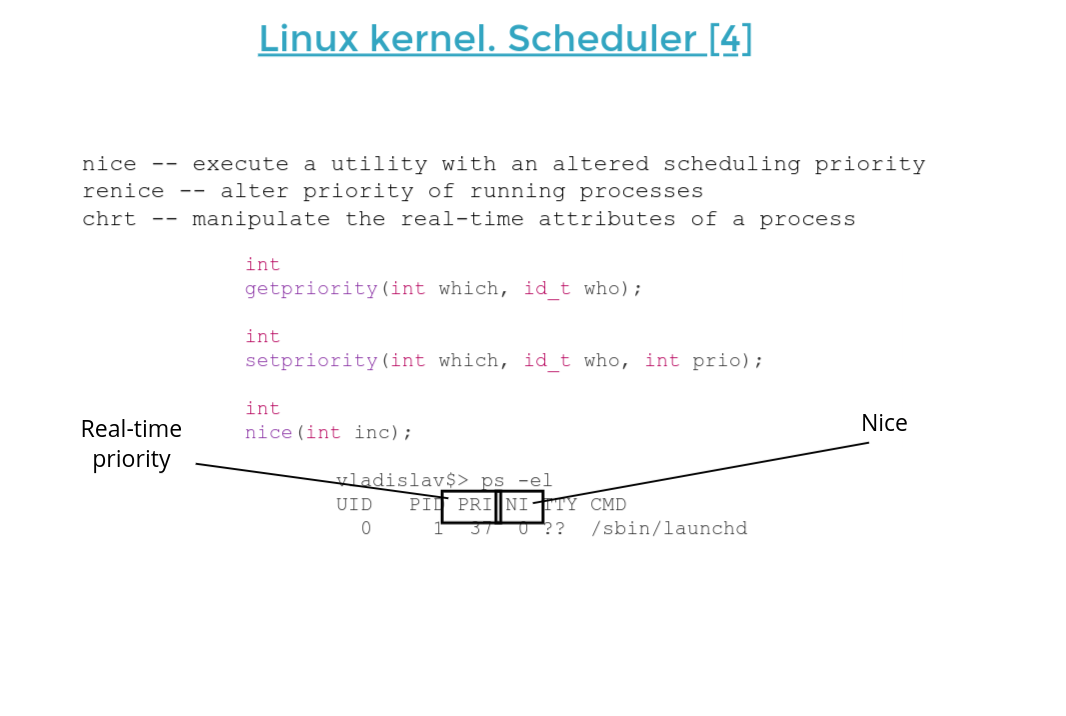 Linux kernel. Scheduler [4]
nice -- execute a utility with an altered scheduling priority
renice -- alter priority of running processes
chrt -- manipulate the real-time attributes of a process
int
getpriority(int which, id_t who);
int
setpriority(int which, id_t who, int prio);
int
nice(int inc);
Real-time
priority
Nice
vladislav$> ps -el
UID PID PRI NI TTY CMD
0 1 37 0 ?? /sbin/launchd